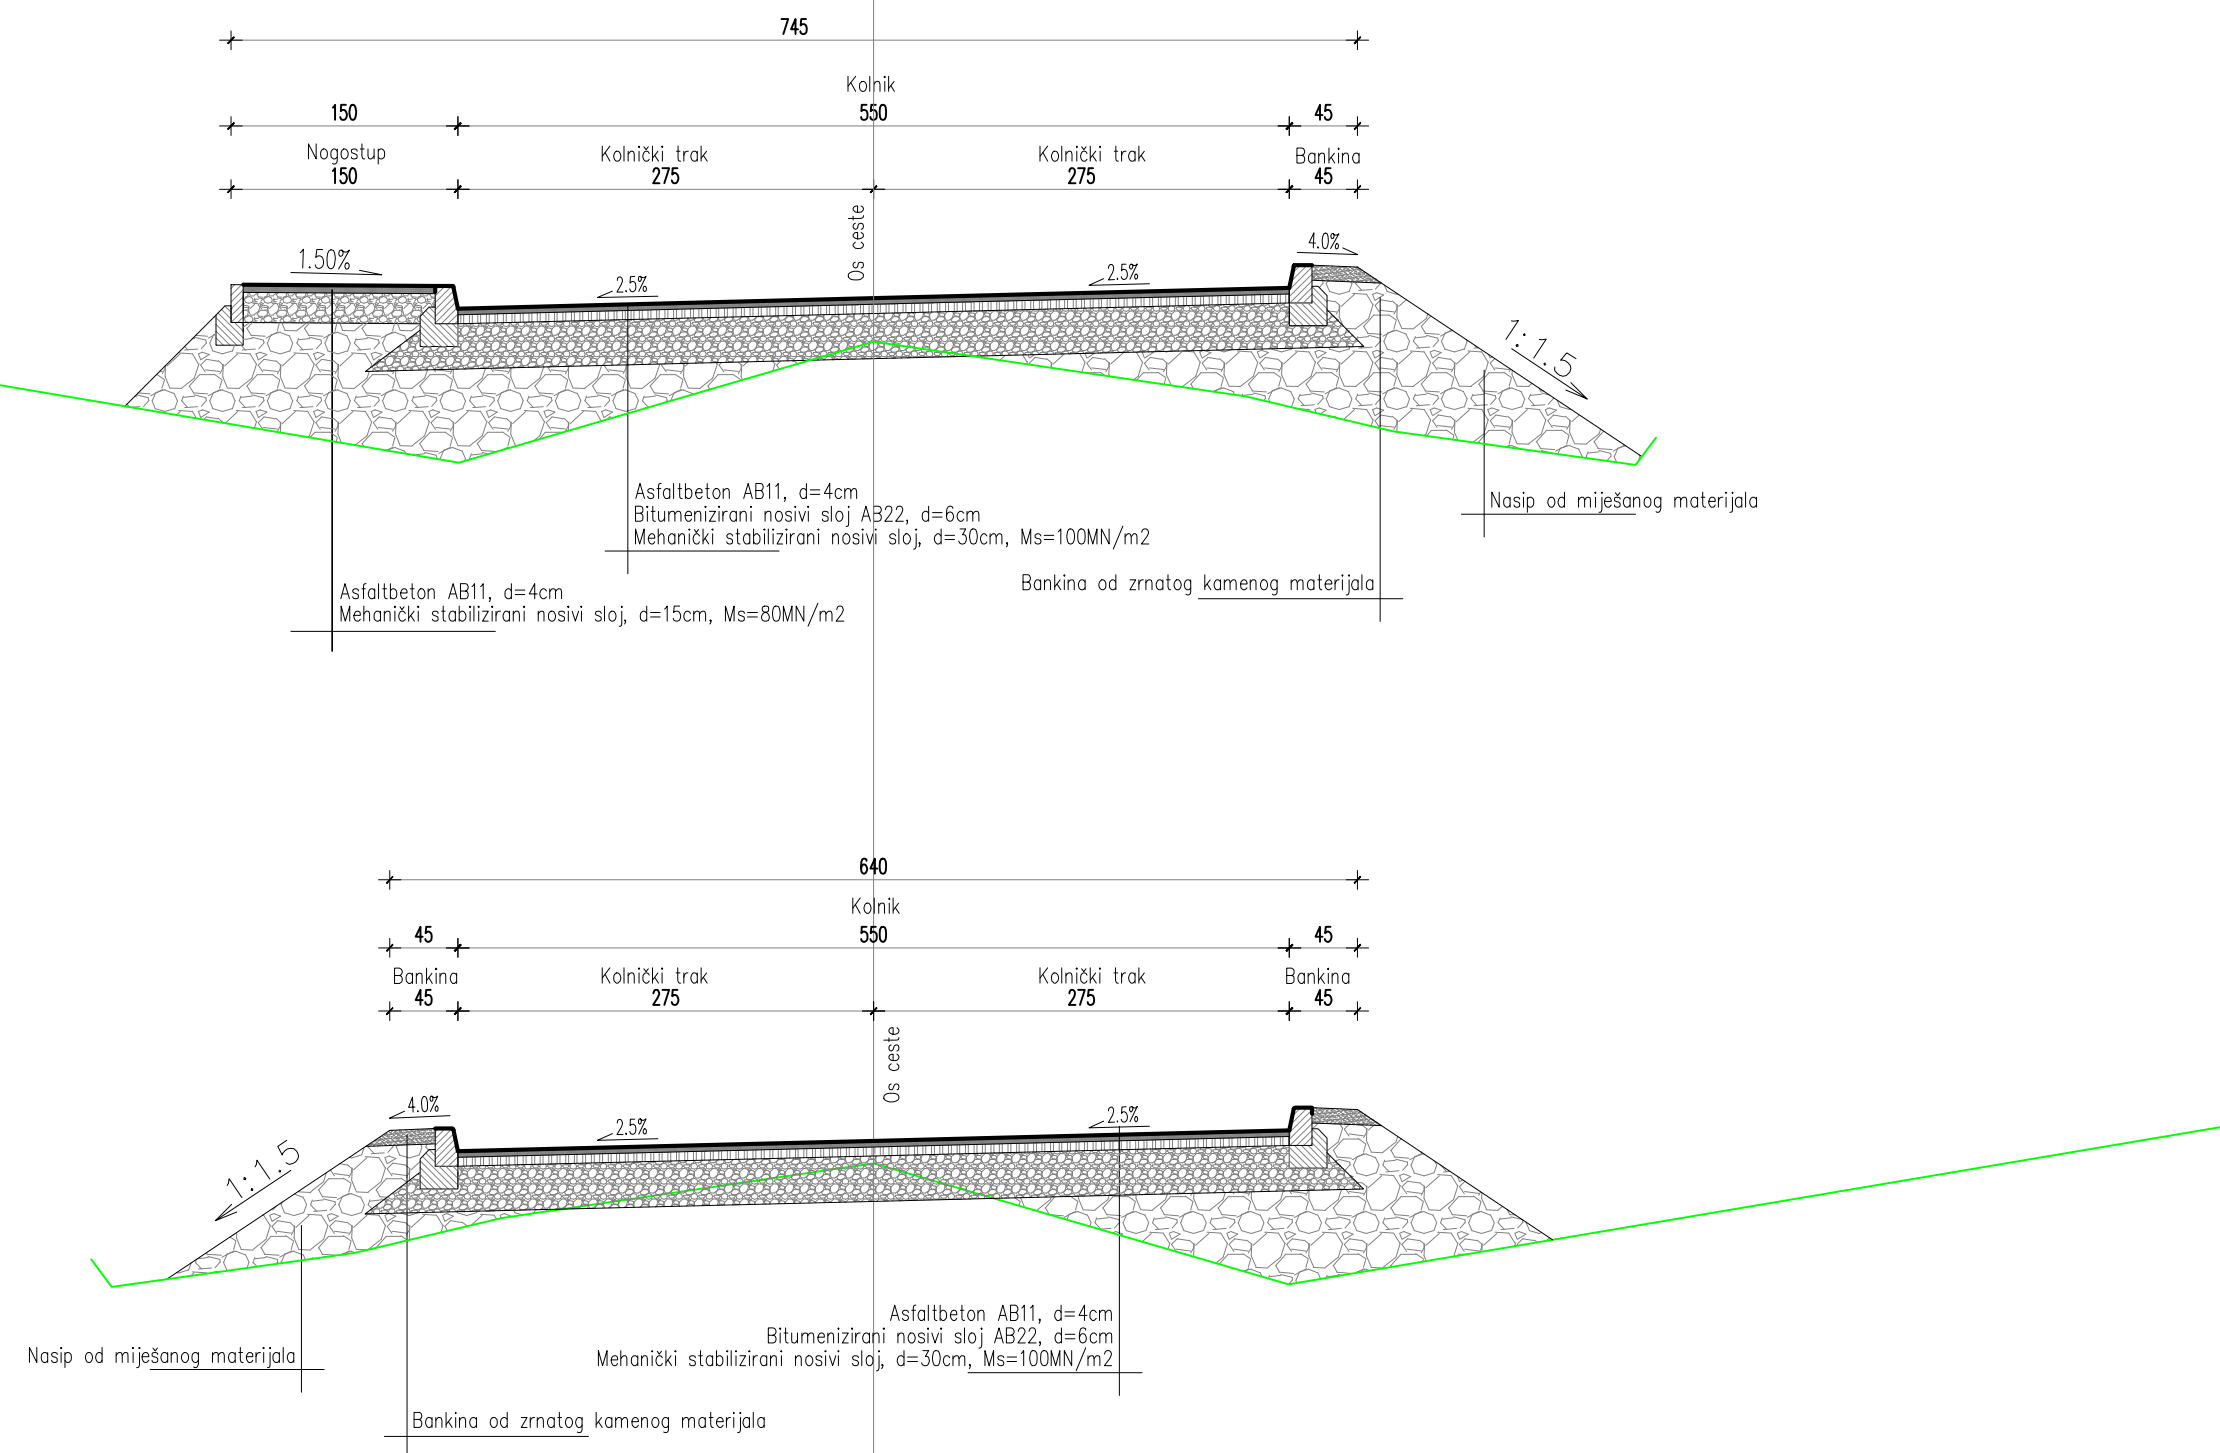 745
Kolnik
150 550 45
Nogostup Kolnički trak Kolnički trak Bankina
150 275 275 45
Os ceste
1.50% 2.5% 2.5% 4.0%
1:1.5
Asfaltbeton AB11, d=4cm
Bitumenizirani nosivi sloj AB22, d=6cm
Mehanički stabilizirani nosivi sloj, d=30cm, Ms=100MN/m2
Nasip od miješanog materijala
Bankina od zrnatog kamenog materijala
Asfaltbeton AB11, d=4cm
Mehanički stabilizirani nosivi sloj, d=15cm, Ms=80MN/m2
640
Kolnik
45 550 45
Bankina Kolnički trak Kolnički trak Bankina
45 275 275 45
Os ceste
4.0% 2.5% 2.5%
1:1.5
Asfaltbeton AB11, d=4cm
Bitumenizirani nosivi sloj AB22, d=6cm
Mehanički stabilizirani nosivi sloj, d=30cm, Ms=100MN/m2
Nasip od miješanog materijala
Bankina od zrnatog kamenog materijala